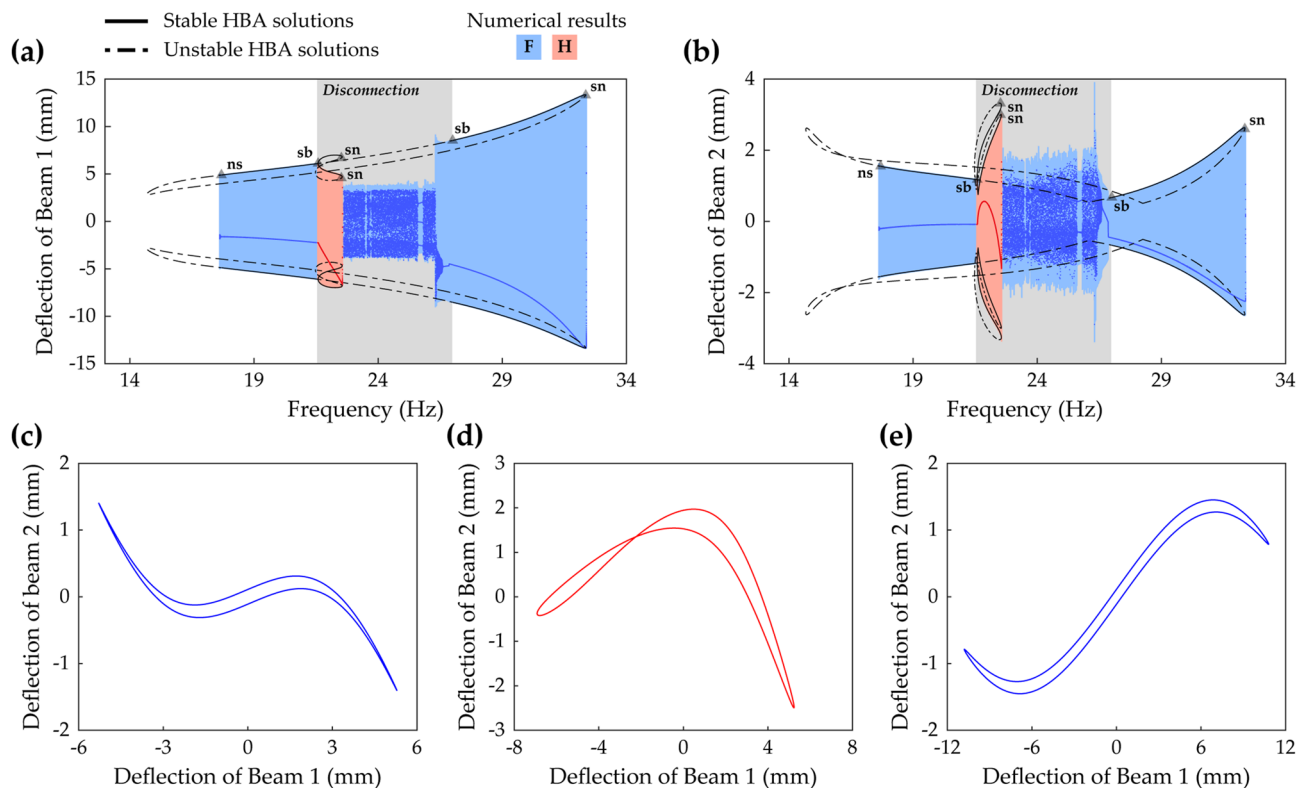 Stable HBA solutions
Unstable HBA solutions
Numerical results
F H
(a)
Deflection of Beam 1 (mm)
15
10
5
0
-5
-10
-15
Disconnection
ns
sb
sn
sn
sb
sn
14 19 24 29 34
Frequency (Hz)
(b)
Deflection of Beam 2 (mm)
4
2
0
-2
-4
Disconnection
ns
sb
sn
sn
sb
sn
14 19 24 29 34
Frequency (Hz)
(c)
Deflection of beam 2 (mm)
2
1
0
-1
-2
-6 -3 0 3 6
Deflection of Beam 1 (mm)
(d)
Deflection of Beam 2 (mm)
3
2
1
0
-1
-2
-3
-8 -4 0 4 8
Deflection of Beam 1 (mm)
(e)
Deflection of Beam 2 (mm)
2
1
0
-1
-2
-12 -6 0 6 12
Deflection of Beam 1 (mm)